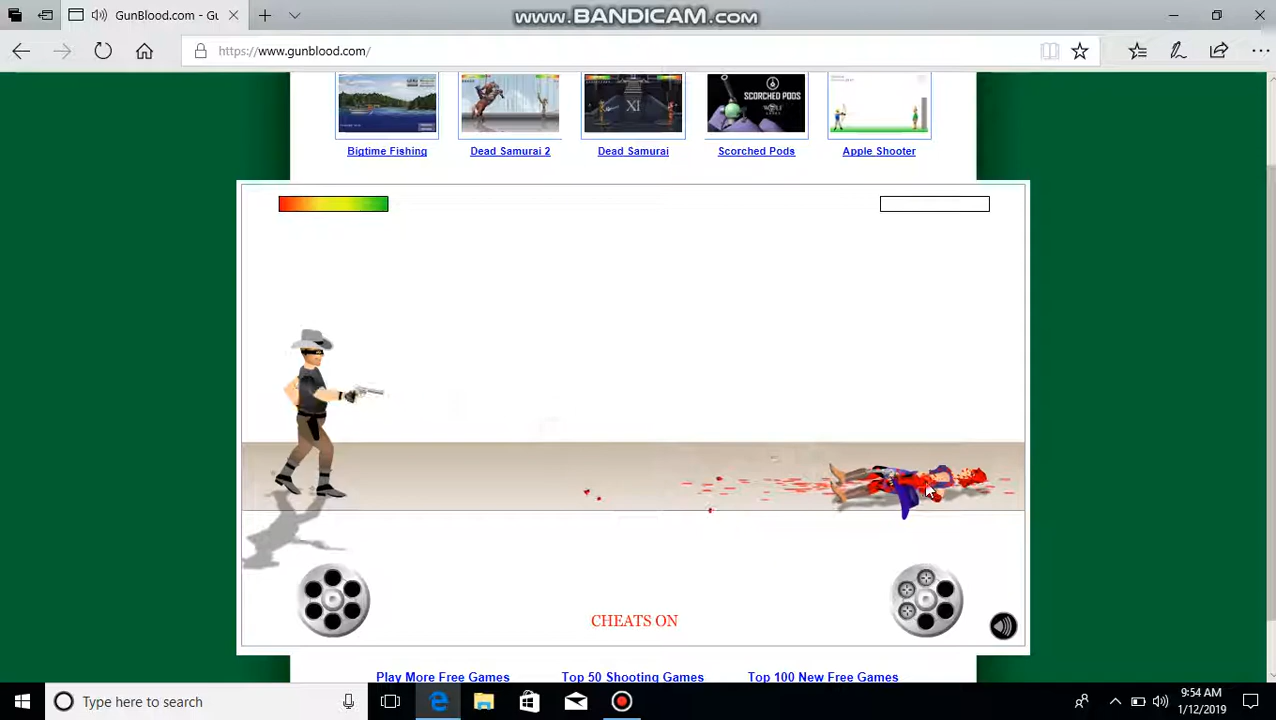 www.BANDICAM.com
GunBlood.com - Gu
https://www.gunblood.com/
XI
SCORCHED PODS
Bigtime Fishing
Dead Samurai 2
Dead Samurai
Scorched Pods
Apple Shooter
CHEATS ON
Play More Free Games
Top 50 Shooting Games
Top 100 New Free Games
Type here to search
9:54 AM
1/12/2019